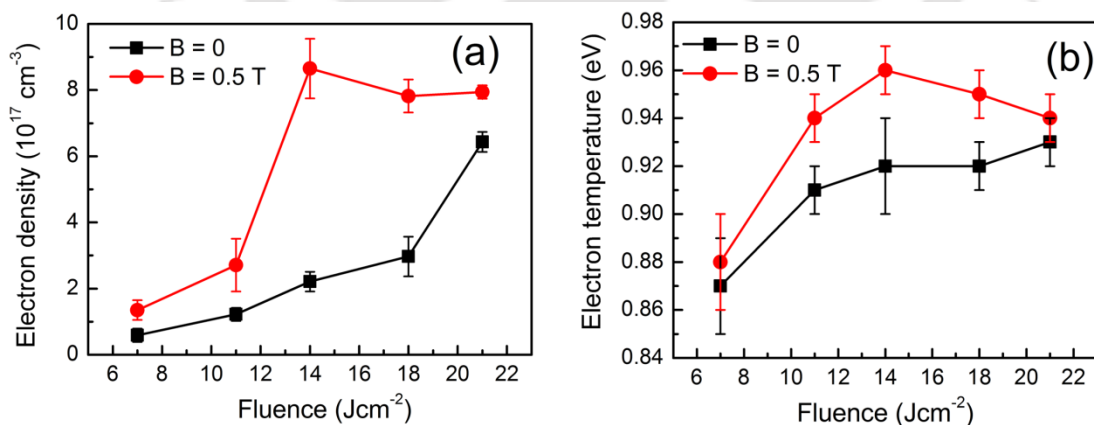 Electron density (10^17 cm^-3)
10
8
6
4
2
0
B = 0
B = 0.5 T
(a)
6 8 10 12 14 16 18 20 22
Fluence (Jcm^-2)
Electron temperature (eV)
0.98
0.96
0.94
0.92
0.90
0.88
0.86
0.84
B = 0
B = 0.5 T
(b)
6 8 10 12 14 16 18 20 22
Fluence (Jcm^-2)